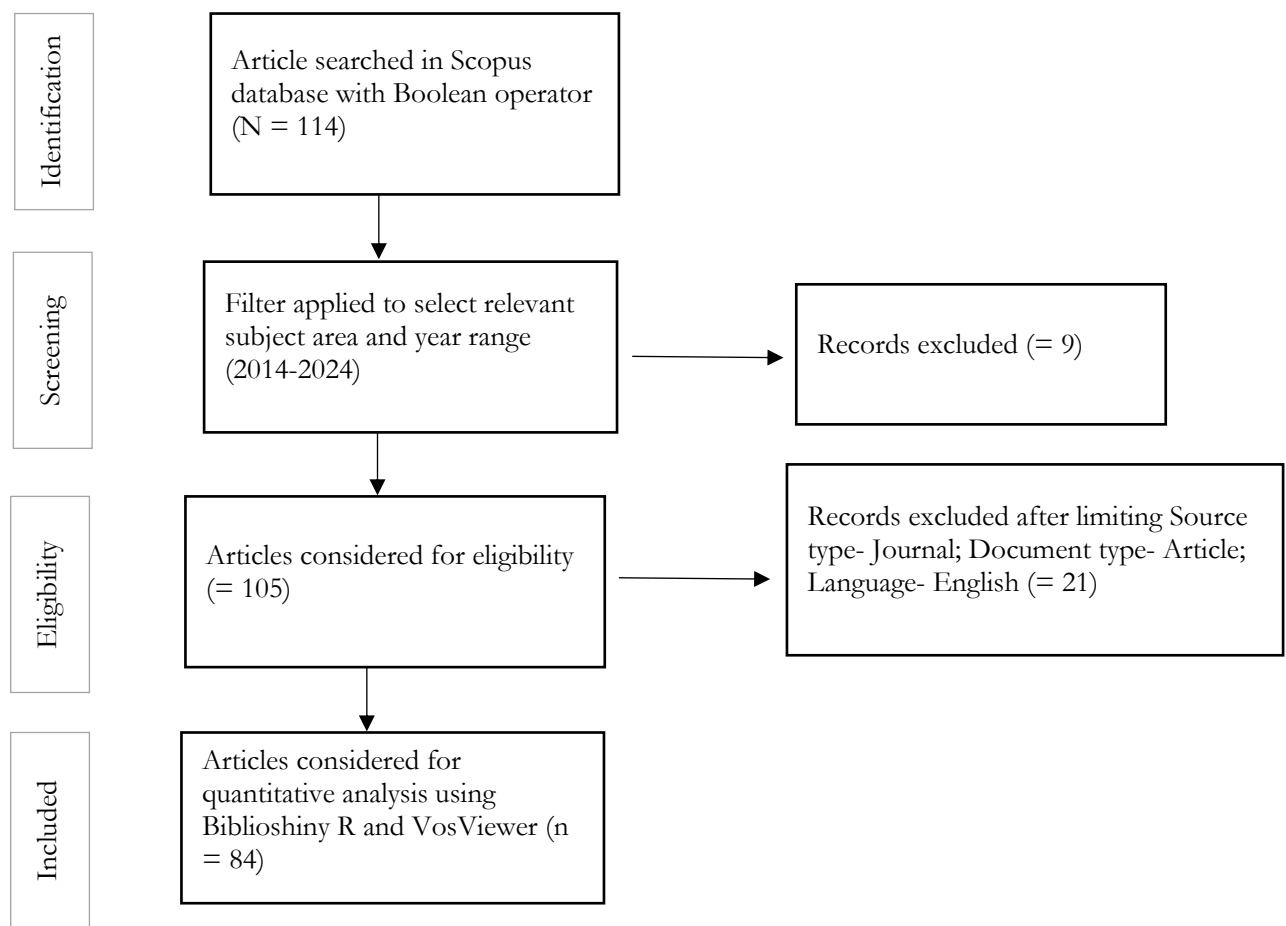 Identification
Article searched in Scopus
database with Boolean operator
(N = 114)
Screening
Filter applied to select relevant
subject area and year range
(2014-2024)
Records excluded (= 9)
Eligibility
Articles considered for eligibility
(= 105)
Records excluded after limiting Source
type- Journal; Document type- Article;
Language- English (= 21)
Included
Articles considered for
quantitative analysis using
Biblioshiny R and VosViewer (n
= 84)